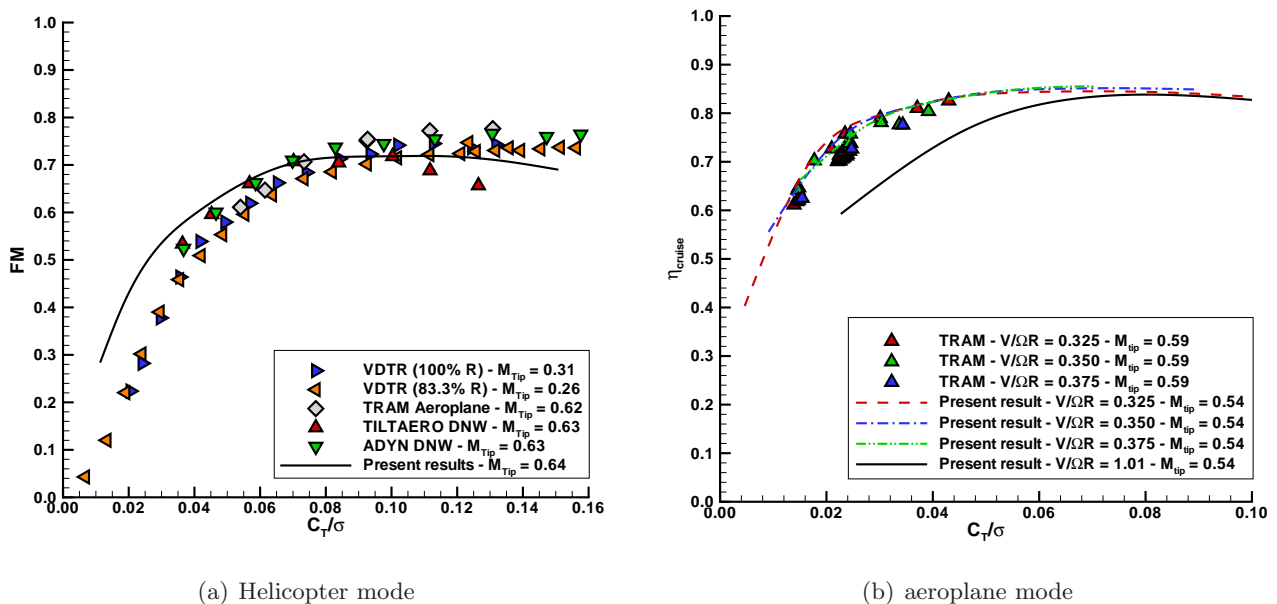 1.0
0.9
0.8
0.7
0.6
0.5
0.4
0.3
0.2
0.1
0.0
FM
0.00 0.02 0.04 0.06 0.08 0.10 0.12 0.14 0.16
C_T/σ
VDTR (100% R) - M_Tip = 0.31
VDTR (83.3% R) - M_Tip = 0.26
TRAM Aeroplane - M_Tip = 0.62
TILTAERO DNW - M_Tip = 0.63
ADYN DNW - M_Tip = 0.63
Present results - M_Tip = 0.64
(a) Helicopter mode
1.0
0.9
0.8
0.7
0.6
0.5
0.4
0.3
0.2
0.1
0.0
η_cruise
0.00 0.02 0.04 0.06 0.08 0.10
C_T/σ
TRAM - V/ΩR = 0.325 - M_tip = 0.59
TRAM - V/ΩR = 0.350 - M_tip = 0.59
TRAM - V/ΩR = 0.375 - M_tip = 0.59
Present result - V/ΩR = 0.325 - M_tip = 0.54
Present result - V/ΩR = 0.350 - M_tip = 0.54
Present result - V/ΩR = 0.375 - M_tip = 0.54
Present result - V/ΩR = 1.01 - M_tip = 0.54
(b) aeroplane mode